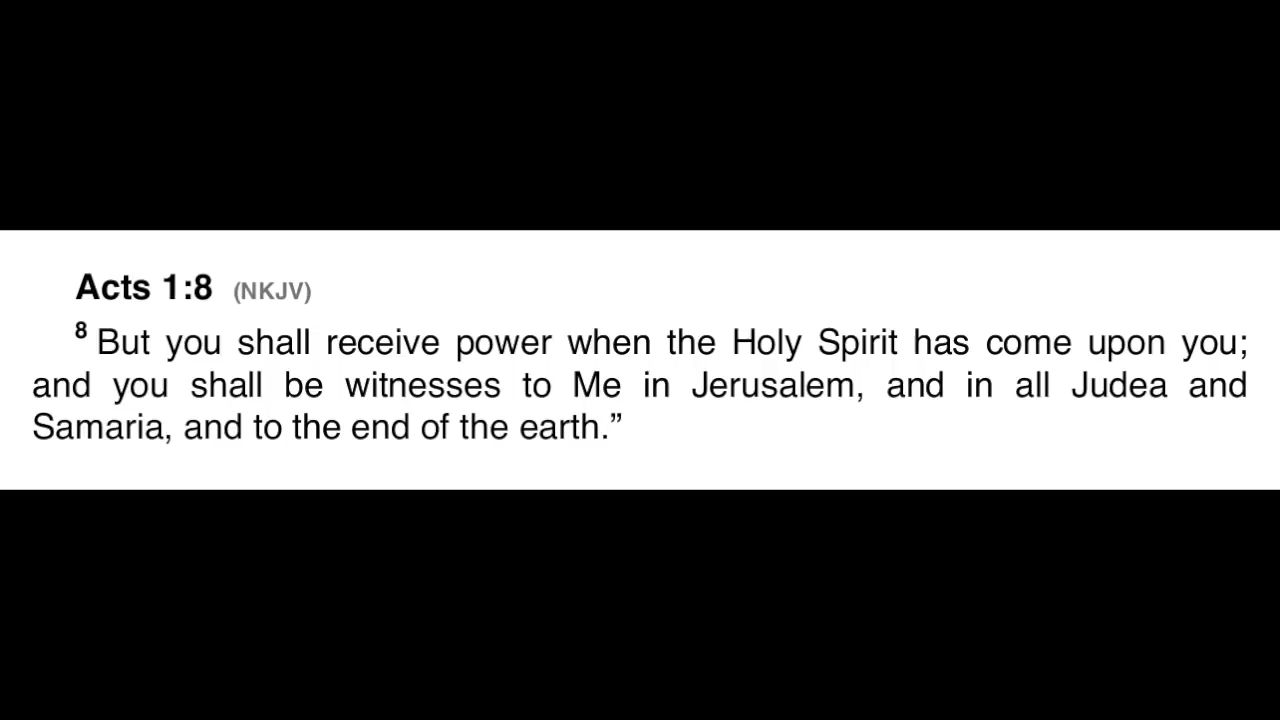 Acts 1:8 (NKJV)
8 But you shall receive power when the Holy Spirit has come upon you;
and you shall be witnesses to Me in Jerusalem, and in all Judea and
Samaria, and to the end of the earth.”